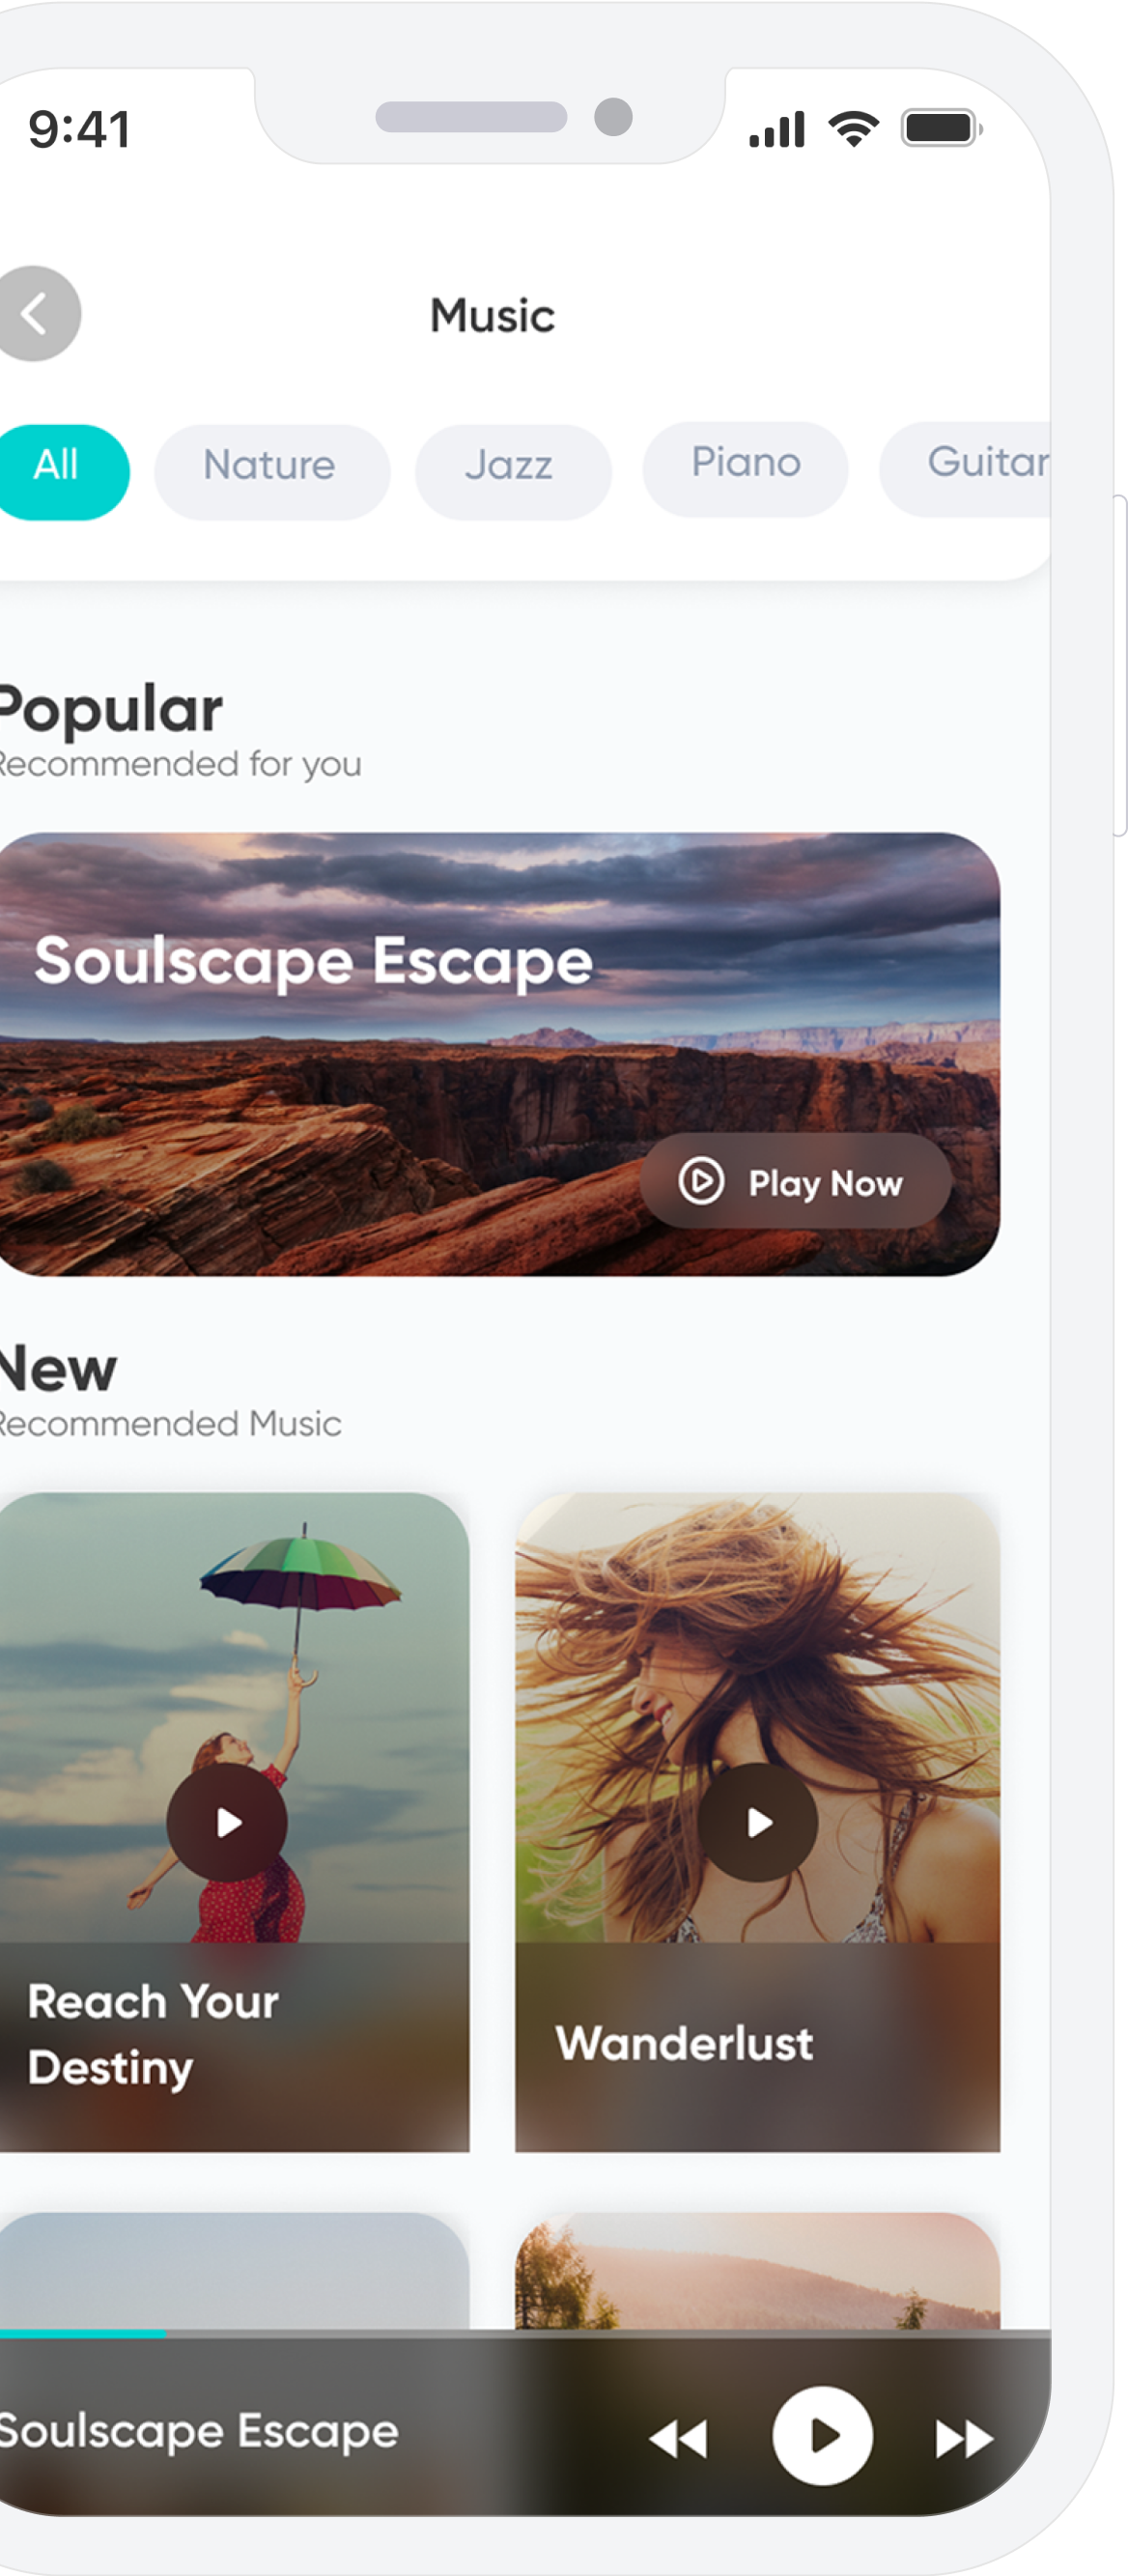 9:41
Music
All
Nature
Jazz
Piano
Guitar
Popular
Recommended for you
Soulscape Escape
Play Now
New
Recommended Music
Reach Your
Destiny
Wanderlust
Soulscape Escape